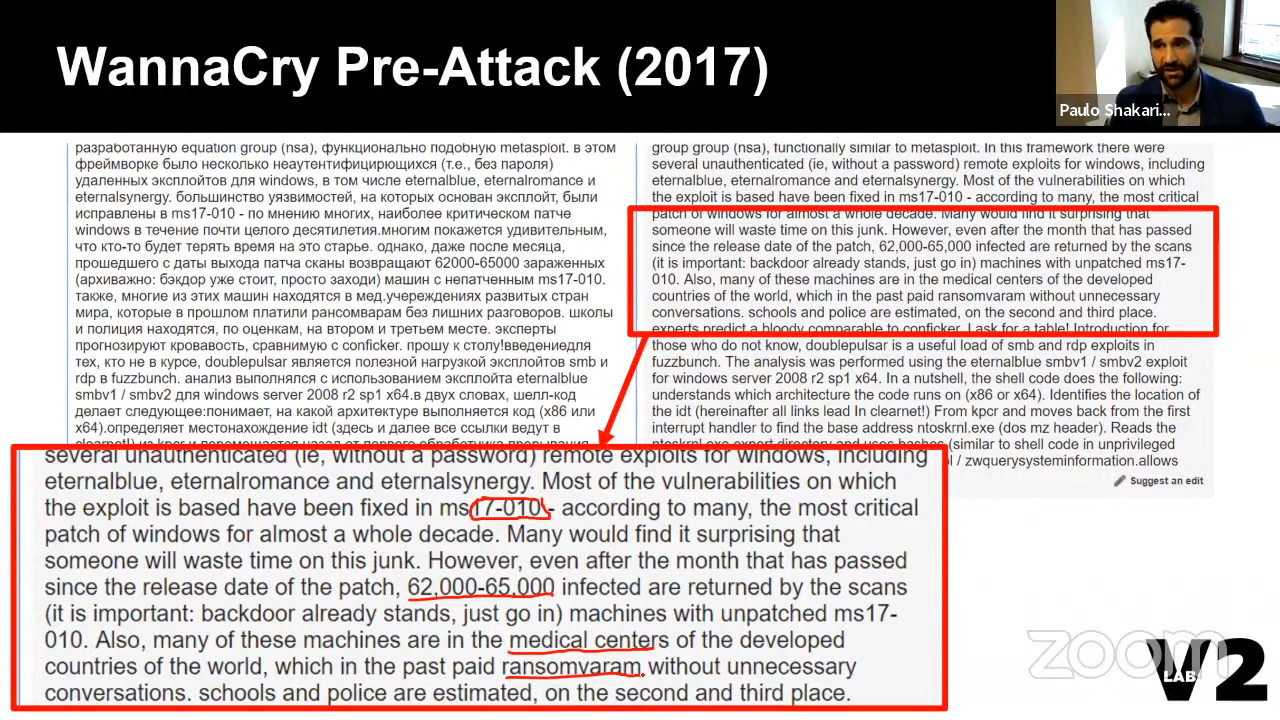 WannaCry Pre-Attack (2017)
Paulo Shakari...
разработанную equation group (nsa), функционально подобную metasploit. в этом
фреймворке было несколько неаутентифицирющихся (т.е., без пароля)
удаленных эксплойтов для windows, в том числе eternalblue, eternalromance и
eternalsynergy. большинство уязвимостей, на которых основан эксплойт, были
исправлены в ms17-010 - по мнению многих, наиболее критическом патче
windows в течение почти целого десятилетия.многим покажется удивительным,
что кто-то будет терять время на это старье. однако, даже после месяца,
прошедшего с даты выхода патча сканы возвращают 62000-65000 зараженных
(архиважно: бэкдор уже стоит, просто заходи) машин с непатченным ms17-010.
также, многие из этих машин находятся в мед.учреждениях развитых стран
мира, которые в прошлом платили рансомварам без лишних разговоров. школы
и полиция находятся, по оценкам, на втором и третьем месте. эксперты
прогнозируют кровавость, сравнимую с conficker. прошу к столу!введениедля
тех, кто не в курсе, doublepulsar является полезной нагрузкой эксплойтов smb и
rdp в fuzzbunch. анализ выполнялся с использованием эксплойта eternalblue
smbv1 / smbv2 для windows server 2008 r2 sp1 x64.в двух словах, шелл-код
делает следующее:понимает, на какой архитектуре выполняется код (x86 или
x64).определяет местонахождение idt (здесь и далее все ссылки ведут в
clearnet!) из kpcr и перемещается назад от первого обработчика прерывания
group group (nsa), functionally similar to metasploit. In this framework there were
several unauthenticated (ie, without a password) remote exploits for windows, including
eternalblue, eternalromance and eternalsynergy. Most of the vulnerabilities on which
the exploit is based have been fixed in ms17-010 - according to many, the most critical
patch of windows for almost a whole decade. Many would find it surprising that
someone will waste time on this junk. However, even after the month that has passed
since the release date of the patch, 62,000-65,000 infected are returned by the scans
(it is important: backdoor already stands, just go in) machines with unpatched ms17-
010. Also, many of these machines are in the medical centers of the developed
countries of the world, which in the past paid ransomvaram without unnecessary
conversations. schools and police are estimated, on the second and third place.
experts predict a bloody comparable to conficker. I ask for a table! Introduction for
those who do not know, doublepulsar is a useful load of smb and rdp exploits in
fuzzbunch. The analysis was performed using the eternalblue smbv1 / smbv2 exploit
for windows server 2008 r2 sp1 x64. In a nutshell, the shell code does the following:
understands which architecture the code runs on (x86 or x64). Identifies the location of
the idt (hereinafter all links lead In clearnet!) From kpcr and moves back from the first
interrupt handler to find the base address ntoskrnl.exe (dos mz header). Reads the
ntoskrnl.exe export directory and uses hashes (similar to shell code in unprivileged
/ zwquerysysteminformation.allows
Suggest an edit
several unauthenticated (ie, without a password) remote exploits for windows, including
eternalblue, eternalromance and eternalsynergy. Most of the vulnerabilities on which
the exploit is based have been fixed in ms17-010 - according to many, the most critical
patch of windows for almost a whole decade. Many would find it surprising that
someone will waste time on this junk. However, even after the month that has passed
since the release date of the patch, 62,000-65,000 infected are returned by the scans
(it is important: backdoor already stands, just go in) machines with unpatched ms17-
010. Also, many of these machines are in the medical centers of the developed
countries of the world, which in the past paid ransomvaram without unnecessary
conversations. schools and police are estimated, on the second and third place.
zoom
V2
LAB